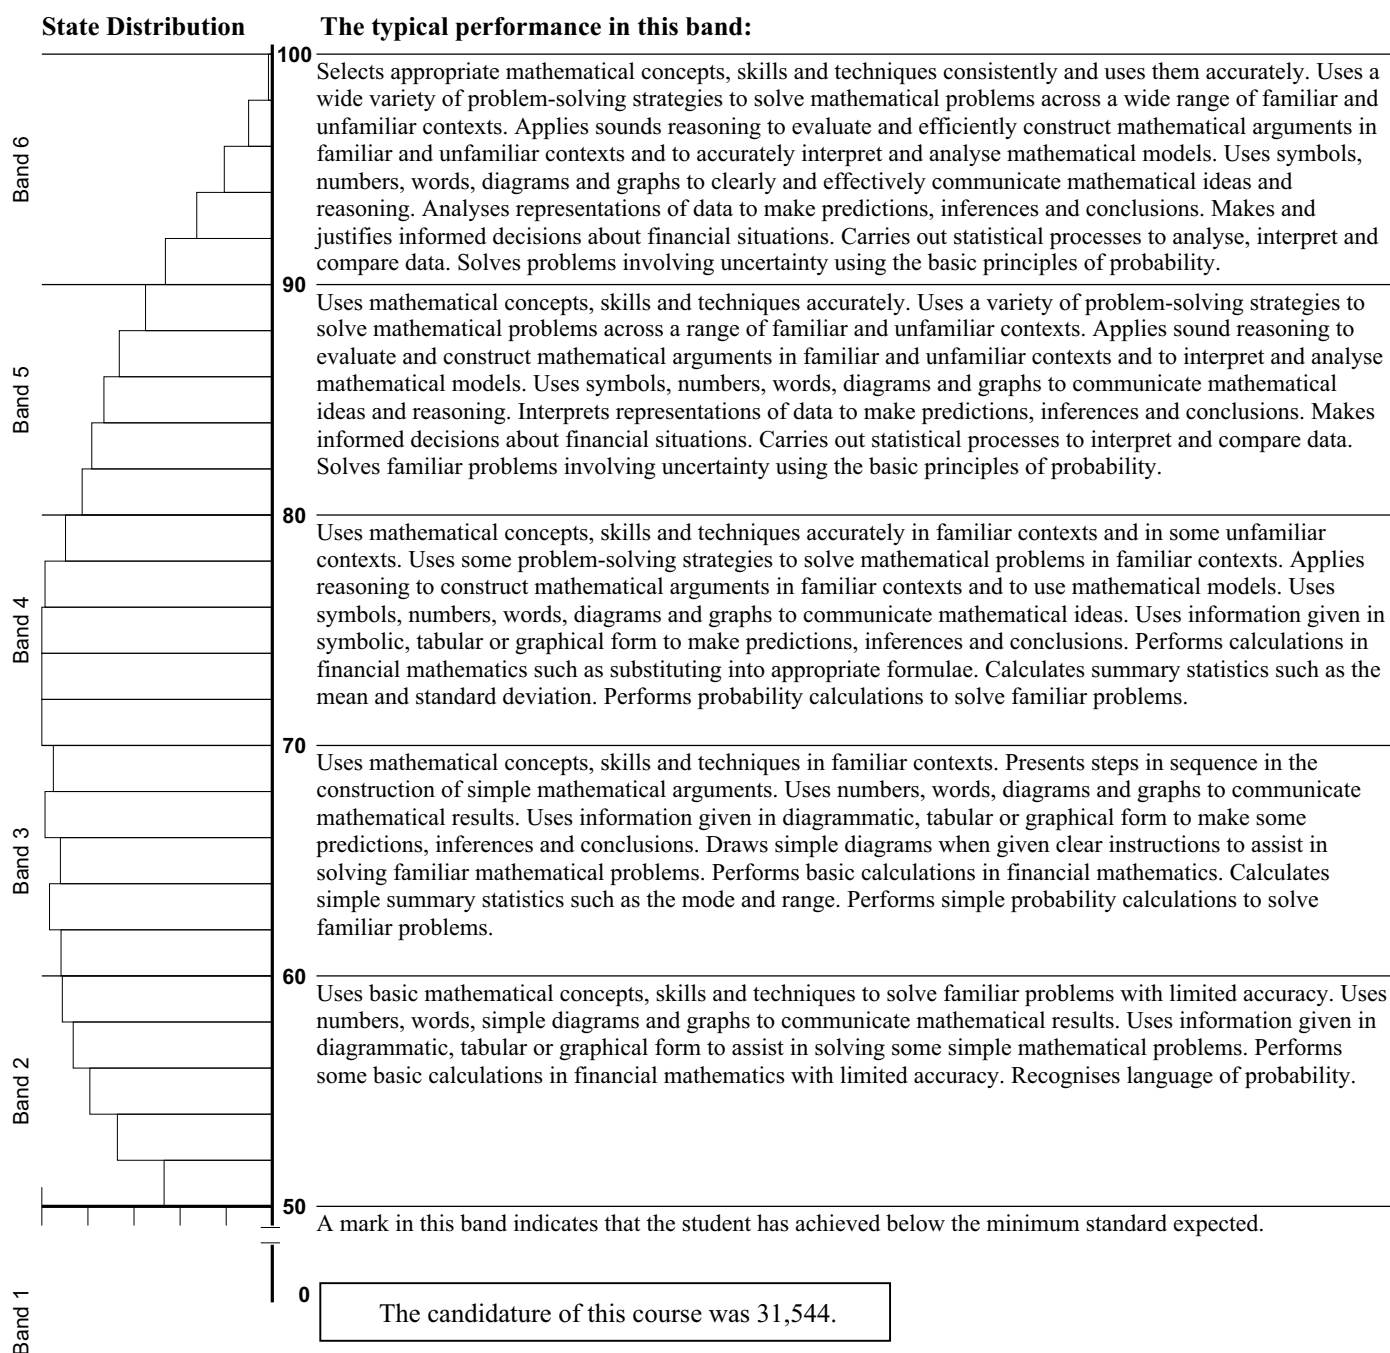 State Distribution
The typical performance in this band:
100
Selects appropriate mathematical concepts, skills and techniques consistently and uses them accurately. Uses a
wide variety of problem-solving strategies to solve mathematical problems across a wide range of familiar and
unfamiliar contexts. Applies sounds reasoning to evaluate and efficiently construct mathematical arguments in
familiar and unfamiliar contexts and to accurately interpret and analyse mathematical models. Uses symbols,
numbers, words, diagrams and graphs to clearly and effectively communicate mathematical ideas and
reasoning. Analyses representations of data to make predictions, inferences and conclusions. Makes and
justifies informed decisions about financial situations. Carries out statistical processes to analyse, interpret and
compare data. Solves problems involving uncertainty using the basic principles of probability.
Band 6
90
Uses mathematical concepts, skills and techniques accurately. Uses a variety of problem-solving strategies to
solve mathematical problems across a range of familiar and unfamiliar contexts. Applies sound reasoning to
evaluate and construct mathematical arguments in familiar and unfamiliar contexts and to interpret and analyse
mathematical models. Uses symbols, numbers, words, diagrams and graphs to communicate mathematical
ideas and reasoning. Interprets representations of data to make predictions, inferences and conclusions. Makes
informed decisions about financial situations. Carries out statistical processes to interpret and compare data.
Solves familiar problems involving uncertainty using the basic principles of probability.
Band 5
80
Uses mathematical concepts, skills and techniques accurately in familiar contexts and in some unfamiliar
contexts. Uses some problem-solving strategies to solve mathematical problems in familiar contexts. Applies
reasoning to construct mathematical arguments in familiar contexts and to use mathematical models. Uses
symbols, numbers, words, diagrams and graphs to communicate mathematical ideas. Uses information given in
symbolic, tabular or graphical form to make predictions, inferences and conclusions. Performs calculations in
financial mathematics such as substituting into appropriate formulae. Calculates summary statistics such as the
mean and standard deviation. Performs probability calculations to solve familiar problems.
Band 4
70
Uses mathematical concepts, skills and techniques in familiar contexts. Presents steps in sequence in the
construction of simple mathematical arguments. Uses numbers, words, diagrams and graphs to communicate
mathematical results. Uses information given in diagrammatic, tabular or graphical form to make some
predictions, inferences and conclusions. Draws simple diagrams when given clear instructions to assist in
solving familiar mathematical problems. Performs basic calculations in financial mathematics. Calculates
simple summary statistics such as the mode and range. Performs simple probability calculations to solve
familiar problems.
Band 3
60
Uses basic mathematical concepts, skills and techniques to solve familiar problems with limited accuracy. Uses
numbers, words, simple diagrams and graphs to communicate mathematical results. Uses information given in
diagrammatic, tabular or graphical form to assist in solving some simple mathematical problems. Performs
some basic calculations in financial mathematics with limited accuracy. Recognises language of probability.
Band 2
50
A mark in this band indicates that the student has achieved below the minimum standard expected.
0
Band 1
The candidature of this course was 31,544.